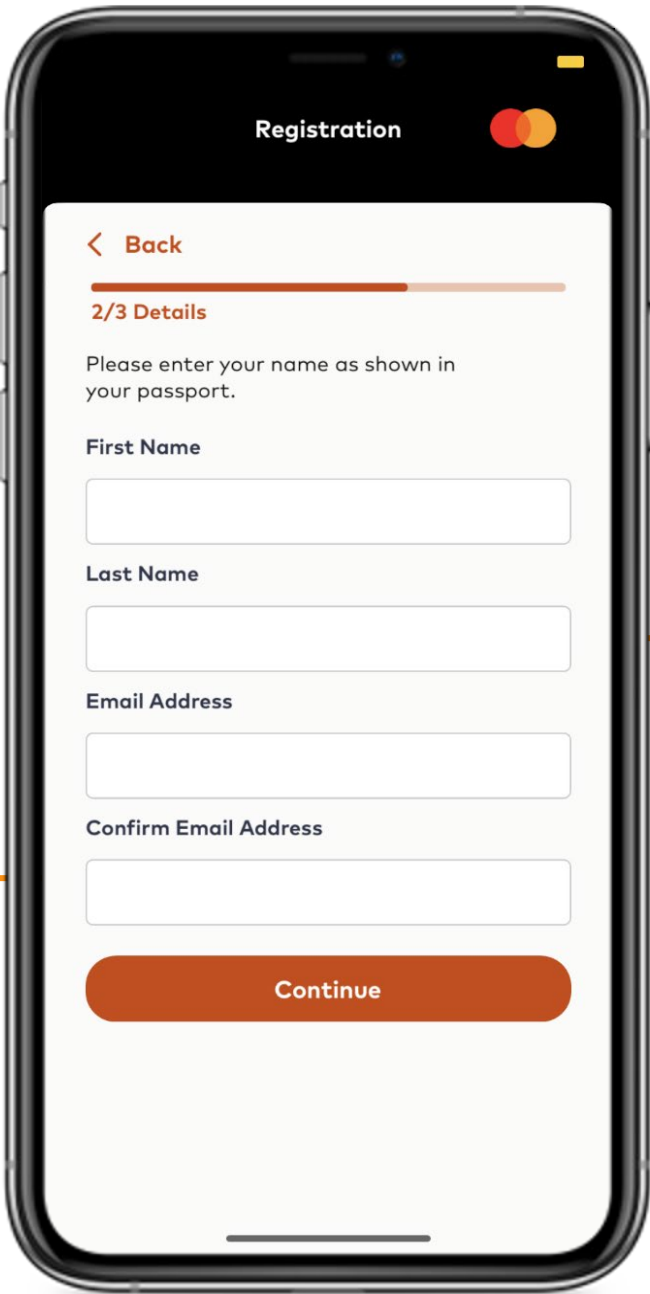 Registration
Back
2/3 Details
Please enter your name as shown in
your passport.
First Name
Last Name
Email Address
Confirm Email Address
Continue